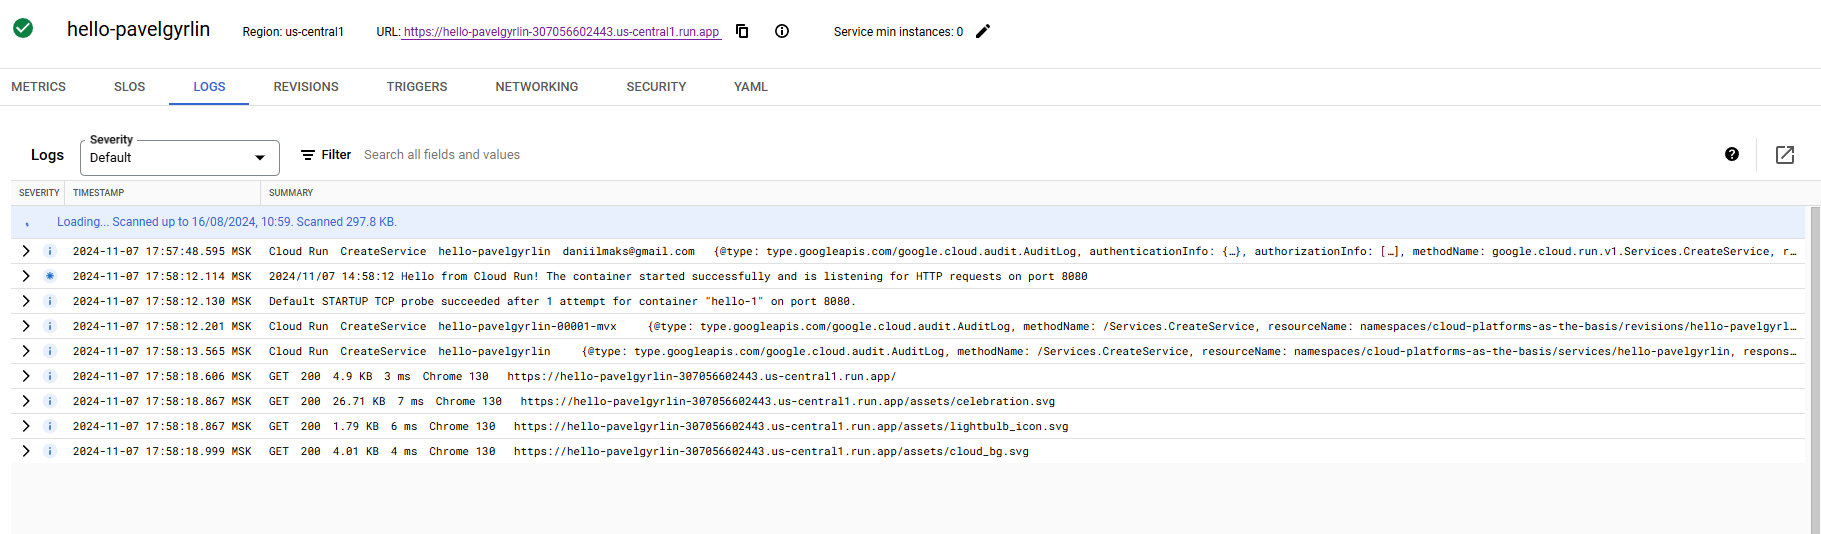 hello-pavelgyrlin Region: us-central1 URL: https://hello-pavelgyrlin-307056602443.us-central1.run.app Service min instances: 0
METRICS SLOS LOGS REVISIONS TRIGGERS NETWORKING SECURITY YAML
Severity
Logs Default Filter Search all fields and values
SEVERITY TIMESTAMP SUMMARY
Loading... Scanned up to 16/08/2024, 10:59. Scanned 297.8 KB.
2024-11-07 17:57:48.595 MSK Cloud Run CreateService hello-pavelgyrlin daniilmaks@gmail.com {@type: type.googleapis.com/google.cloud.audit.AuditLog, authenticationInfo: {…}, authorizationInfo: […], methodName: google.cloud.run.v1.Services.CreateService, r…
2024-11-07 17:58:12.114 MSK 2024/11/07 14:58:12 Hello from Cloud Run! The container started successfully and is listening for HTTP requests on port 8080
2024-11-07 17:58:12.130 MSK Default STARTUP TCP probe succeeded after 1 attempt for container "hello-1" on port 8080.
2024-11-07 17:58:12.201 MSK Cloud Run CreateService hello-pavelgyrlin-00001-mvx {@type: type.googleapis.com/google.cloud.audit.AuditLog, methodName: /Services.CreateService, resourceName: namespaces/cloud-platforms-as-the-basis/revisions/hello-pavelgyrl…
2024-11-07 17:58:13.565 MSK Cloud Run CreateService hello-pavelgyrlin {@type: type.googleapis.com/google.cloud.audit.AuditLog, methodName: /Services.CreateService, resourceName: namespaces/cloud-platforms-as-the-basis/services/hello-pavelgyrlin, respons…
2024-11-07 17:58:18.606 MSK GET 200 4.9 KB 3 ms Chrome 130 https://hello-pavelgyrlin-307056602443.us-central1.run.app/
2024-11-07 17:58:18.867 MSK GET 200 26.71 KB 7 ms Chrome 130 https://hello-pavelgyrlin-307056602443.us-central1.run.app/assets/celebration.svg
2024-11-07 17:58:18.867 MSK GET 200 1.79 KB 6 ms Chrome 130 https://hello-pavelgyrlin-307056602443.us-central1.run.app/assets/lightbulb_icon.svg
2024-11-07 17:58:18.999 MSK GET 200 4.01 KB 4 ms Chrome 130 https://hello-pavelgyrlin-307056602443.us-central1.run.app/assets/cloud_bg.svg